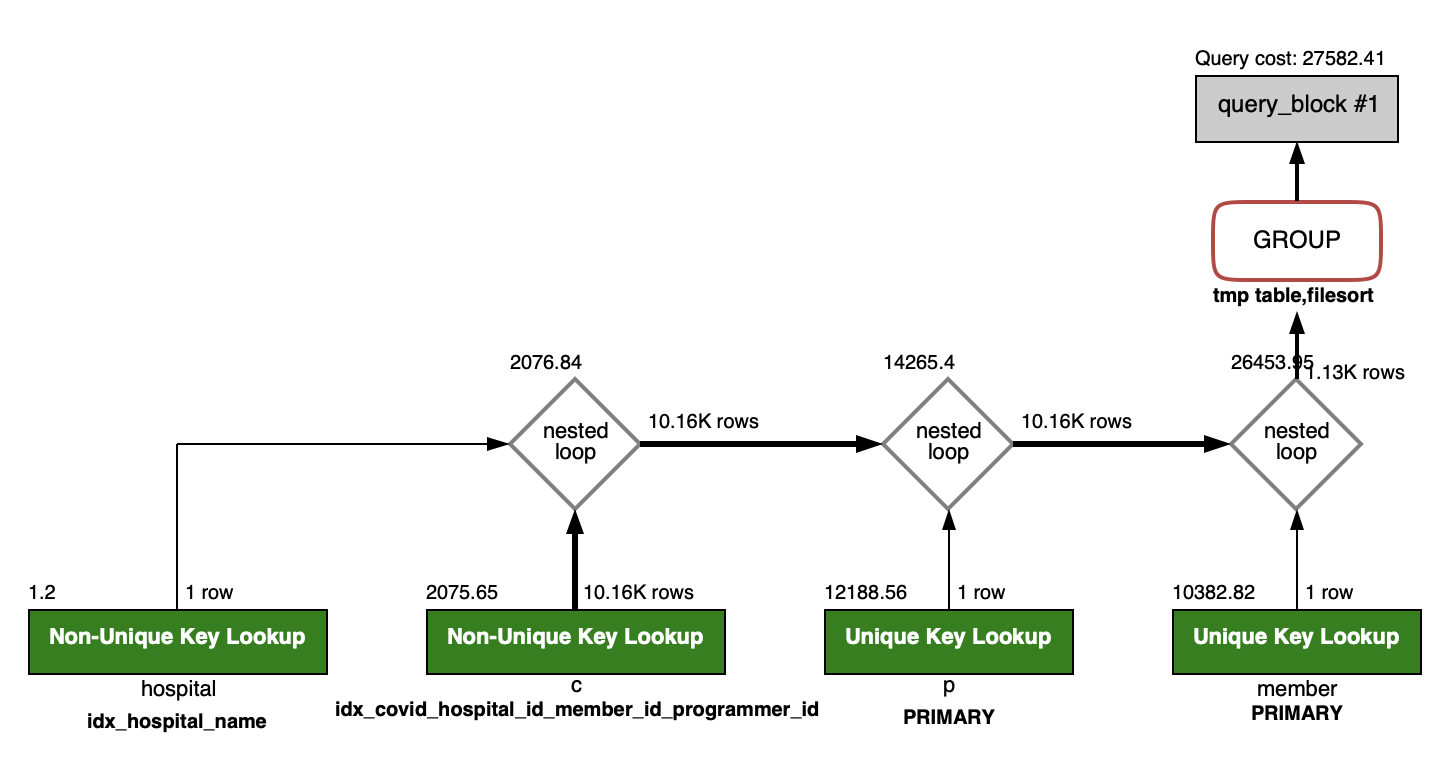 Query cost: 27582.41
query_block #1
GROUP
tmp table,filesort
2076.84
14265.4
26453.95
1.13K rows
nested
loop
10.16K rows
nested
loop
10.16K rows
nested
loop
1.2
1 row
2075.65
10.16K rows
12188.56
1 row
10382.82
1 row
Non-Unique Key Lookup
Non-Unique Key Lookup
Unique Key Lookup
Unique Key Lookup
hospital
idx_hospital_name
c
idx_covid_hospital_id_member_id_programmer_id
p
PRIMARY
member
PRIMARY